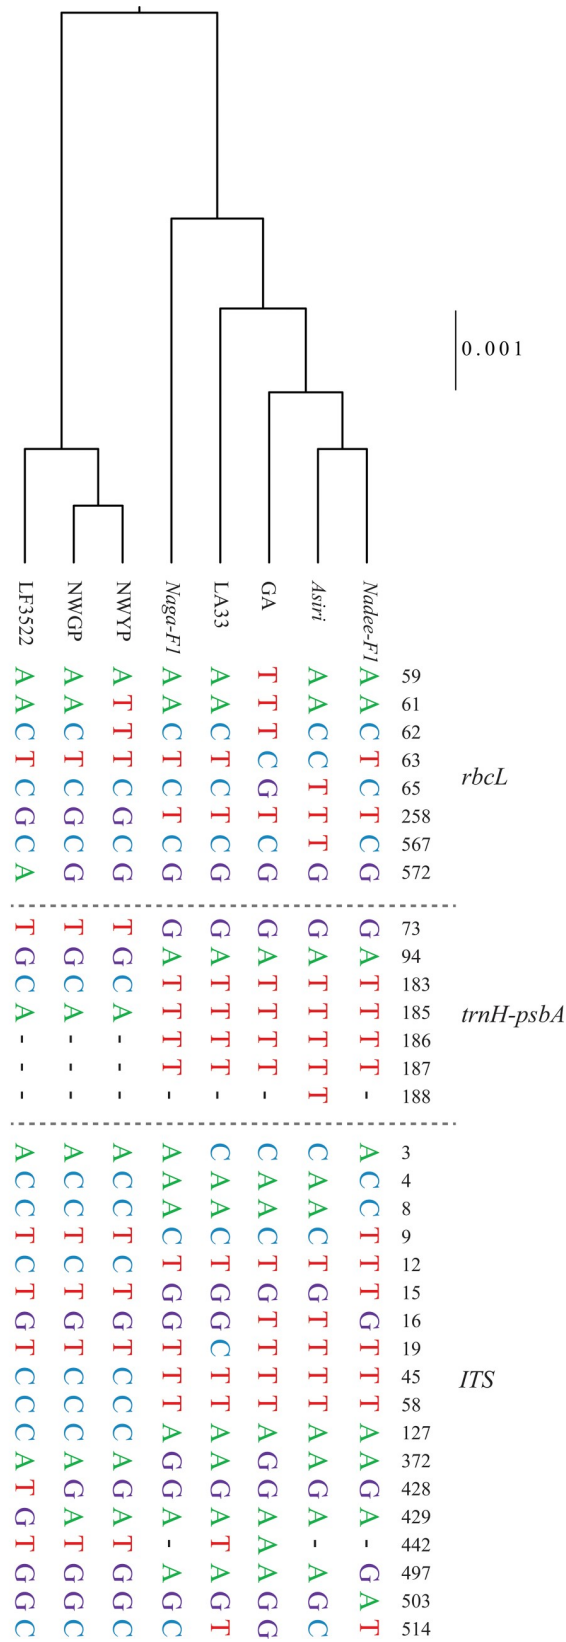 0.001
LF3522 NWGP NWYP Naga-F1 LA33 GA Asiri Nadee-F1
A A A A A T A A 59
A A T A A T A A 61
C C T C C T C C 62
T T T T T C C T 63
C C C C C G T C 65
rbcL
G G G T T T T T 258
C C C C C C T C 567
A G G G G G G G 572
T T T G G G G G 73
G G G A A A A A 94
C C C T T T T T 183
A A A T T T T T 185
trnH-psbA
- - - T T T T T 186
- - - T T T T T 187
- - - - - - T - 188
A A A A C C C A 3
C C C A A A A C 4
C C C A A A A C 8
T T T C C C C T 9
C C C T T T T T 12
T T T G G G G T 15
G G G G G T T G 16
T T T T C T T T 19
C C C T T T T T 45
ITS
C C C T T T T T 58
C C C A A A A A 127
A A A G A G A A 372
T G G G G G G G 428
G A A A A A A A 429
T T T - T A - - 442
G G G A A A A G 497
G G G G G G G A 503
C C C C T G C T 514